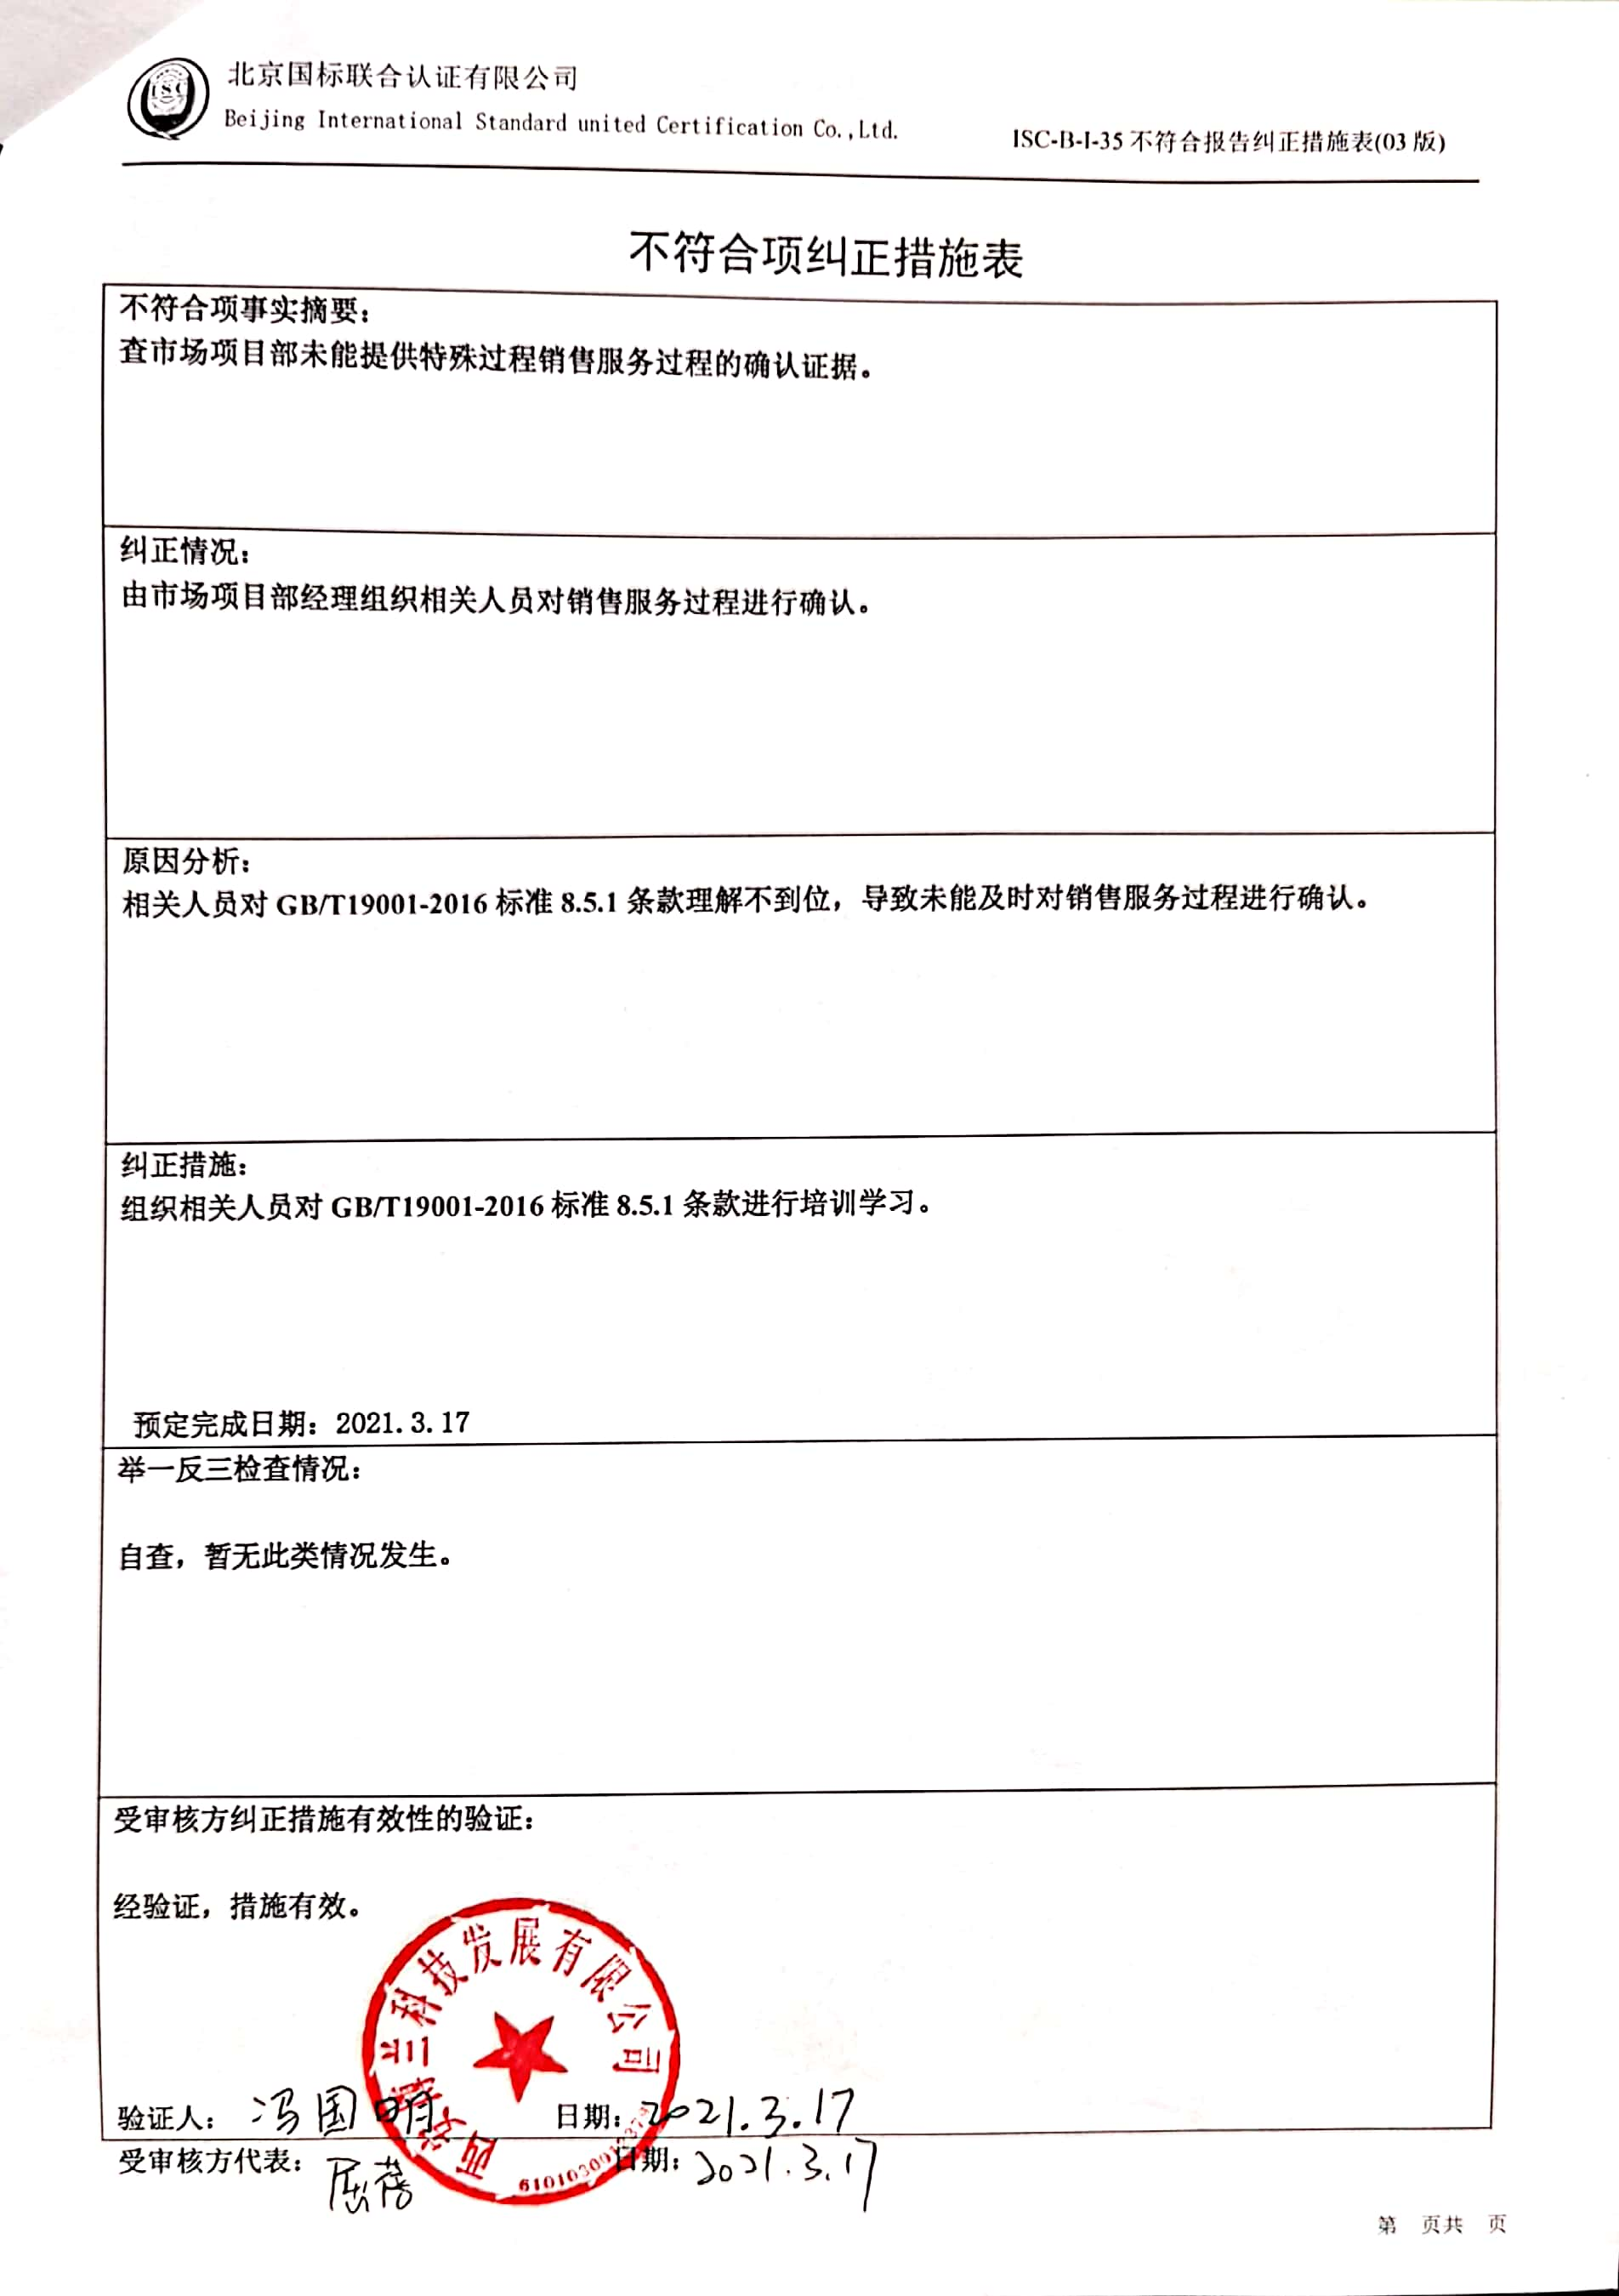 ISC
北京国标联合认证有限公司
Beijing International Standard united Certification Co.,Ltd.
ISC-B-I-35 不符合报告纠正措施表(03 版)
不符合项纠正措施表
不符合项事实摘要：
查市场项目部未能提供特殊过程销售服务过程的确认证据。
纠正情况：
由市场项目部经理组织相关人员对销售服务过程进行确认。
原因分析：
相关人员对 GB/T19001-2016 标准 8.5.1 条款理解不到位，导致未能及时对销售服务过程进行确认。
纠正措施：
组织相关人员对 GB/T19001-2016 标准 8.5.1 条款进行培训学习。
预定完成日期：2021.3.17
举一反三检查情况：
自查，暂无此类情况发生。
受审核方纠正措施有效性的验证：
经验证，措施有效。
西安 兰科技发展有限公司
验证人： 冯国明 日期：2021.3.17
受审核方代表： 屈蓓 日期：2021.3.17
第 页共 页